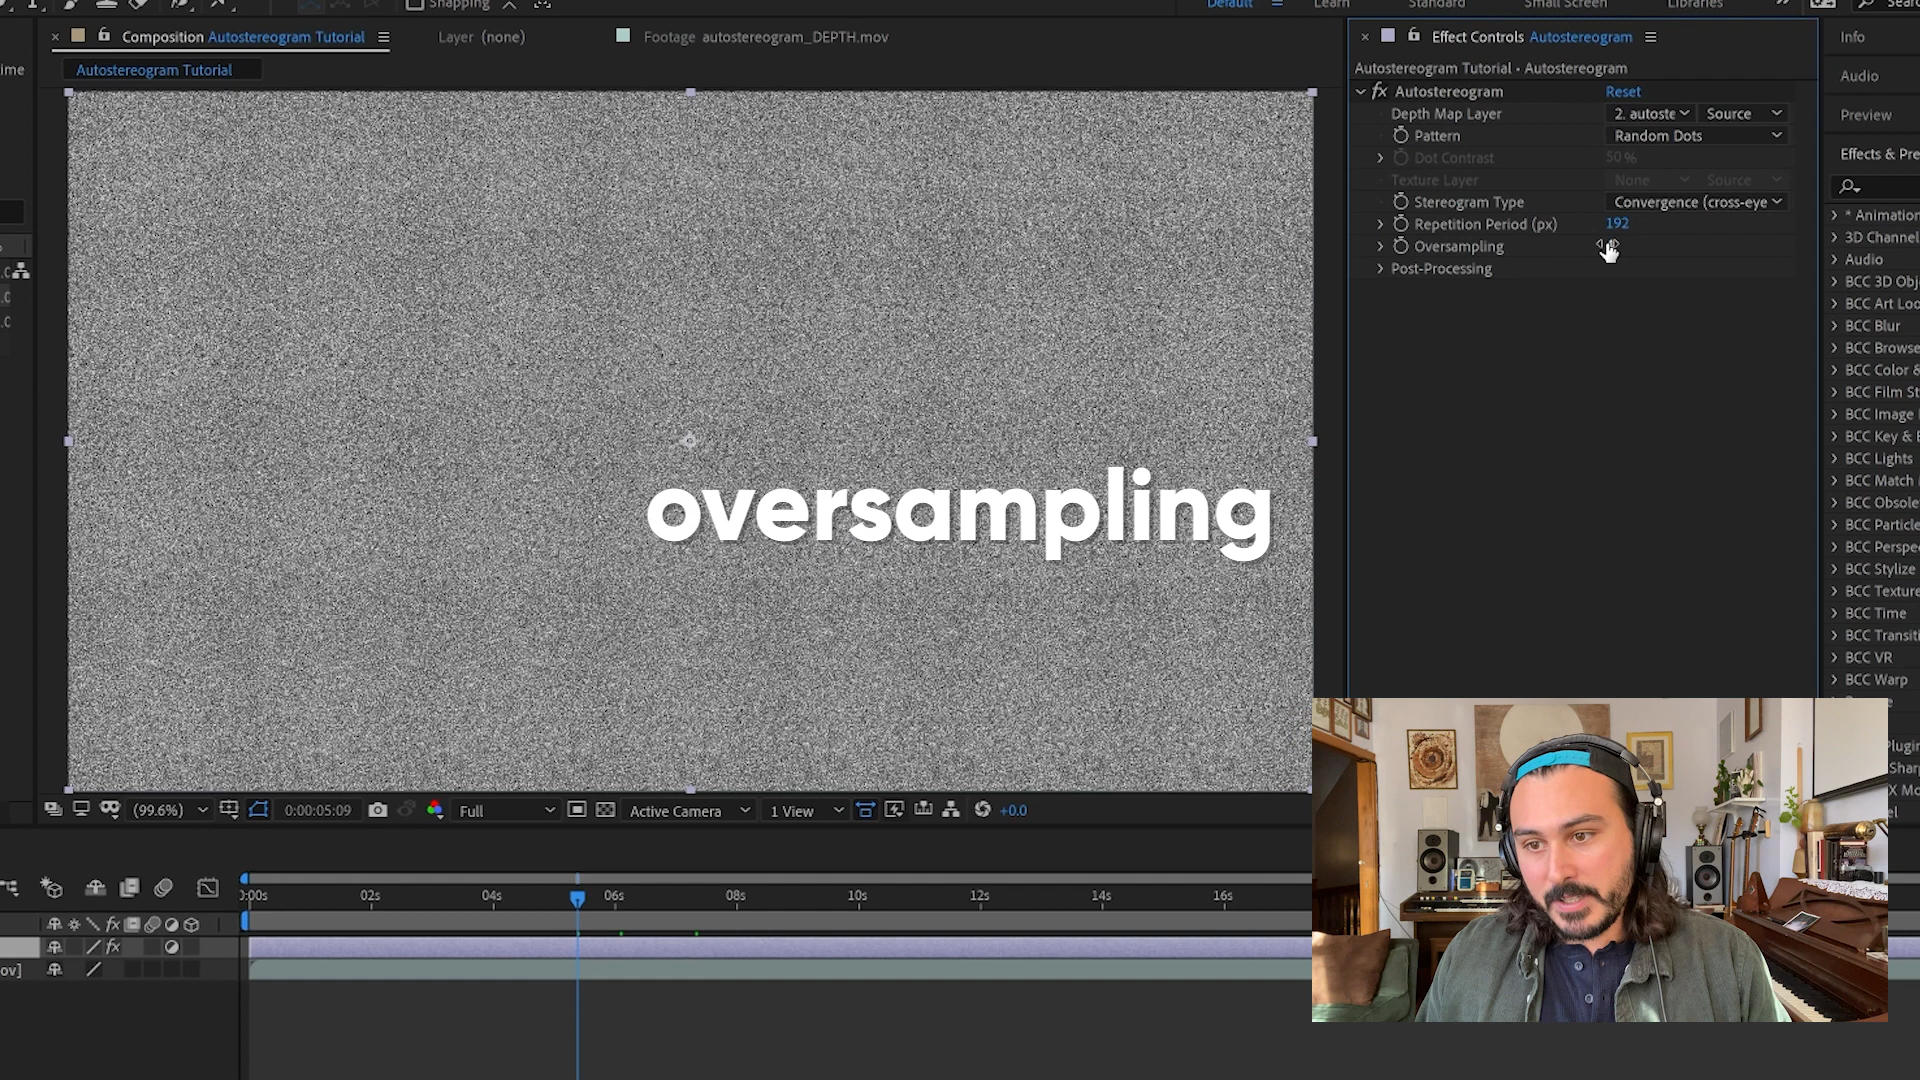 Snapping
Default
Learn
Standard
Small Screen
Libraries
Composition Autostereogram Tutorial
Layer (none)
Footage autostereogram_DEPTH.mov
Effect Controls Autostereogram
Info
Autostereogram Tutorial
Autostereogram Tutorial • Autostereogram
Audio
fx Autostereogram
Reset
Depth Map Layer
2. autoste
Source
Preview
Pattern
Random Dots
Dot Contrast
50 %
Effects & Pre
Texture Layer
None
Source
Stereogram Type
Convergence (cross-eye
Repetition Period (px)
192
* Animation
Oversampling
3D Channel
Post-Processing
Audio
BCC 3D Obj
BCC Art Loo
BCC Blur
BCC Browse
BCC Color &
BCC Film St
BCC Image
BCC Key &
BCC Lights
BCC Match
BCC Obsole
BCC Particle
BCC Perspe
BCC Stylize
BCC Texture
BCC Time
BCC Transiti
BCC VR
BCC Warp
oversampling
(99.6%)
0:00:05:09
Full
Active Camera
1 View
+0.0
02s
04s
06s
08s
10s
12s
14s
16s
fx
fx
ov]